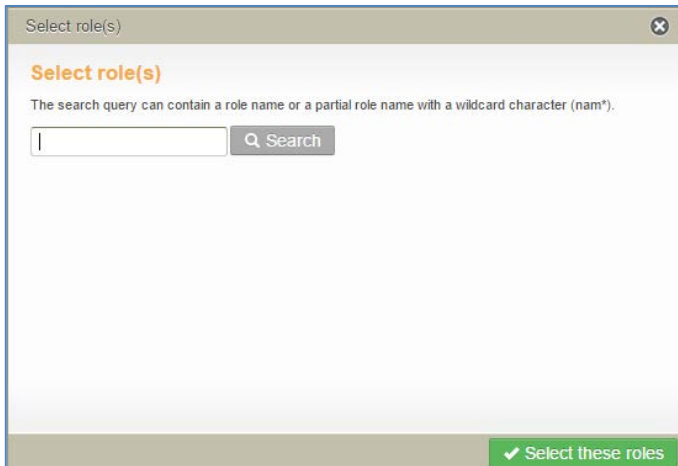 Select role(s)
Select role(s)
The search query can contain a role name or a partial role name with a wildcard character (nam*).
Search
Select these roles